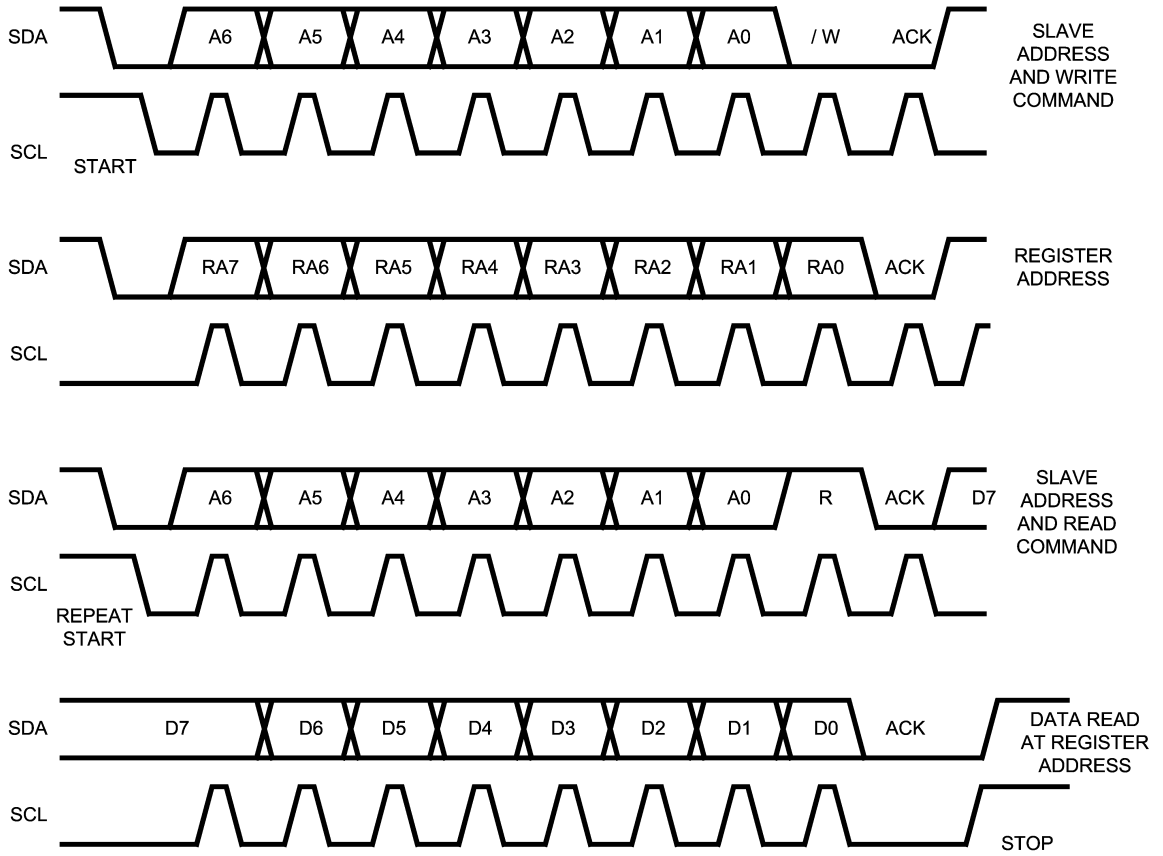 SDA A6 A5 A4 A3 A2 A1 A0 / W ACK
SLAVE
ADDRESS
AND WRITE
COMMAND
SCL
START
SDA RA7 RA6 RA5 RA4 RA3 RA2 RA1 RA0 ACK
REGISTER
ADDRESS
SCL
SDA A6 A5 A4 A3 A2 A1 A0 R ACK D7
SLAVE
ADDRESS
AND READ
COMMAND
SCL
REPEAT
START
SDA D7 D6 D5 D4 D3 D2 D1 D0 ACK
DATA READ
AT REGISTER
ADDRESS
SCL
STOP